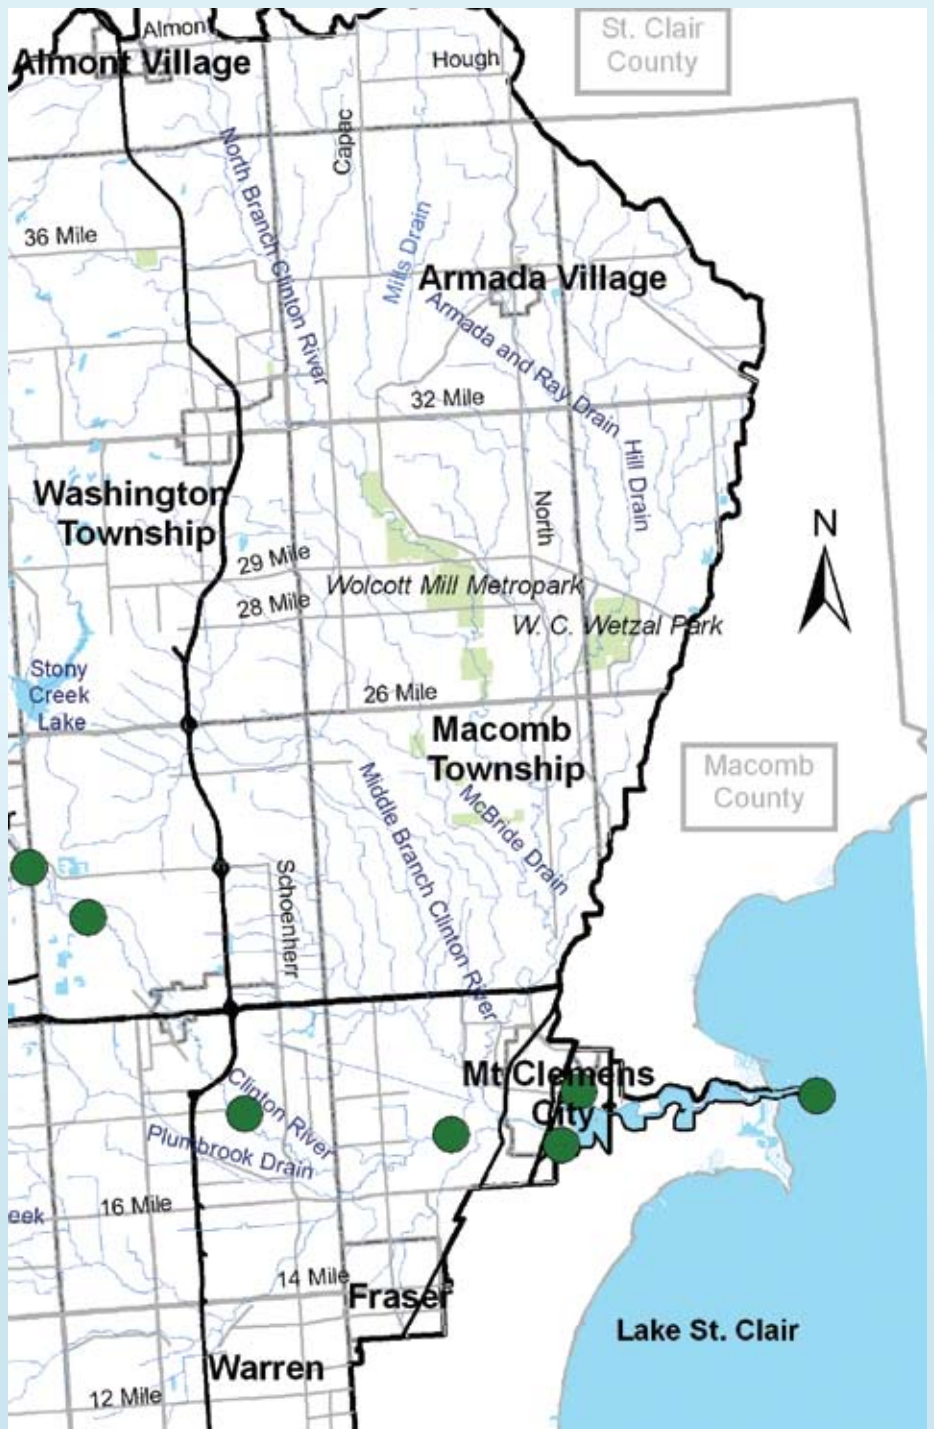 Almont
St. Clair
County
Almont Village
Hough
Capac
North Branch Clinton River
Mills Drain
36 Mile
Armada Village
Armada and Ray Drain
32 Mile
Hill Drain
Washington
Township
North
N
29 Mile
Wolcott Mill Metropark
28 Mile
W. C. Wetzal Park
Stony
Creek
Lake
26 Mile
Macomb
Township
Macomb
County
Middle Branch Clinton River
McBride Drain
Schoenherr
Mt Clemens
City
Clinton River
Plumbrook Drain
16 Mile
eek
14 Mile
Fraser
Lake St. Clair
Warren
12 Mile